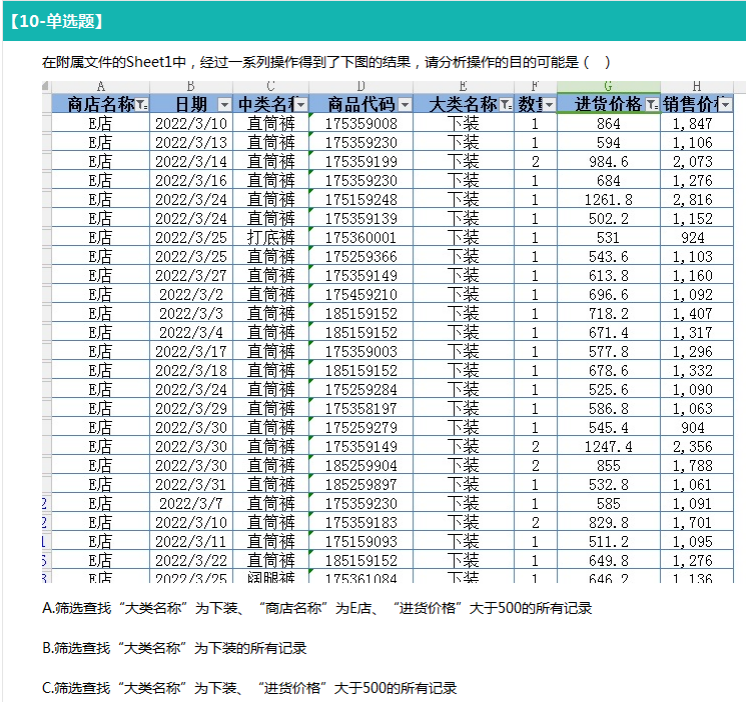 【10-单选题】
在附属文件的Sheet1中，经过一系列操作得到了下图的结果，请分析操作的目的可能是（ ）
A B C D E F G H
商店名称 日期 中类名称 商品代码 大类名称 数量 进货价格 销售价格
E店 2022/3/10 直筒裤 175359008 下装 1 864 1,847
E店 2022/3/13 直筒裤 175359230 下装 1 594 1,106
E店 2022/3/14 直筒裤 175359199 下装 2 984.6 2,073
E店 2022/3/16 直筒裤 175359230 下装 1 684 1,276
E店 2022/3/24 直筒裤 175159248 下装 1 1261.8 2,816
E店 2022/3/24 直筒裤 175359139 下装 1 502.2 1,152
E店 2022/3/25 打底裤 175360001 下装 1 531 924
E店 2022/3/25 直筒裤 175259366 下装 1 543.6 1,103
E店 2022/3/27 直筒裤 175359149 下装 1 613.8 1,160
E店 2022/3/2 直筒裤 175459210 下装 1 696.6 1,092
E店 2022/3/3 直筒裤 185159152 下装 1 718.2 1,407
E店 2022/3/4 直筒裤 185159152 下装 1 671.4 1,317
E店 2022/3/17 直筒裤 175359003 下装 1 577.8 1,296
E店 2022/3/18 直筒裤 185159152 下装 1 678.6 1,332
E店 2022/3/24 直筒裤 175259284 下装 1 525.6 1,090
E店 2022/3/29 直筒裤 175358197 下装 1 586.8 1,063
E店 2022/3/30 直筒裤 175259279 下装 1 545.4 904
E店 2022/3/30 直筒裤 175359149 下装 2 1247.4 2,356
E店 2022/3/30 直筒裤 185259904 下装 2 855 1,788
E店 2022/3/31 直筒裤 185259897 下装 1 532.8 1,061
2 E店 2022/3/7 直筒裤 175359230 下装 1 585 1,091
2 E店 2022/3/10 直筒裤 175359183 下装 2 829.8 1,701
1 E店 2022/3/11 直筒裤 175159093 下装 1 511.2 1,095
5 E店 2022/3/22 直筒裤 185159152 下装 1 649.8 1,276
3 E店 2022/3/25 阔腿裤 175361084 下装 1 646.2 1,136
A.筛选查找“大类名称”为下装、“商店名称”为E店、“进货价格”大于500的所有记录
B.筛选查找“大类名称”为下装的所有记录
C.筛选查找“大类名称”为下装、“进货价格”大于500的所有记录